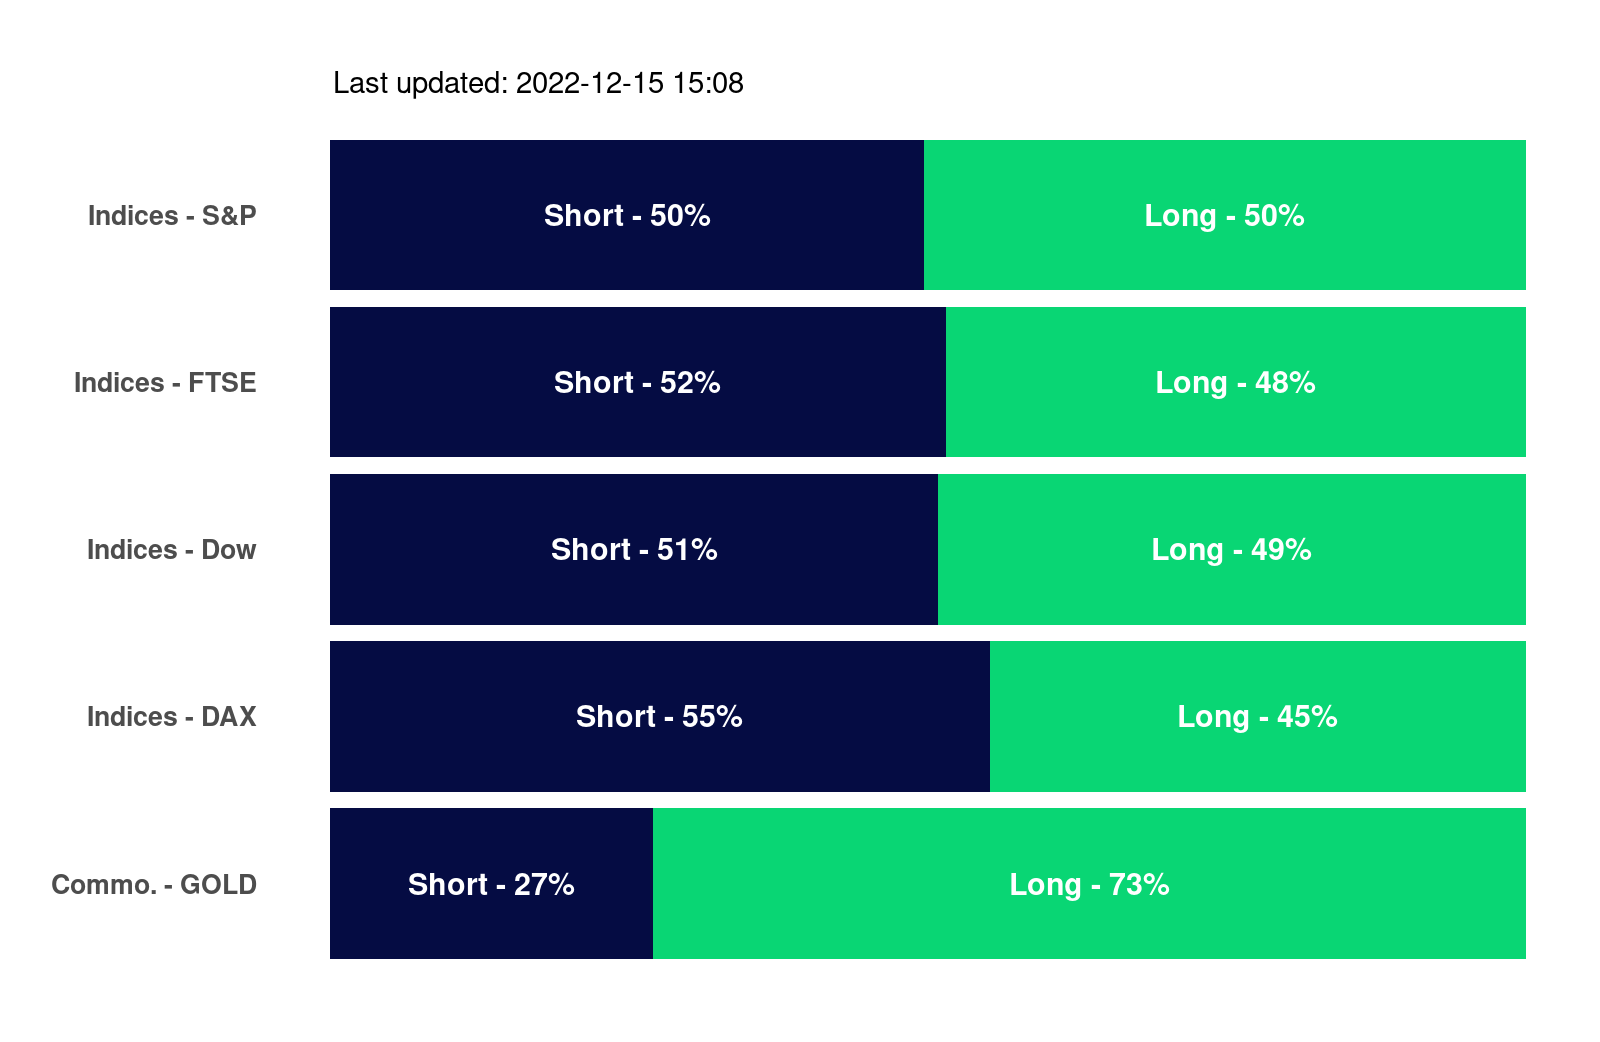 Last updated: 2022-12-15 15:08
Indices - S&P Short - 50% Long - 50%
Indices - FTSE Short - 52% Long - 48%
Indices - Dow Short - 51% Long - 49%
Indices - DAX Short - 55% Long - 45%
Commo. - GOLD Short - 27% Long - 73%